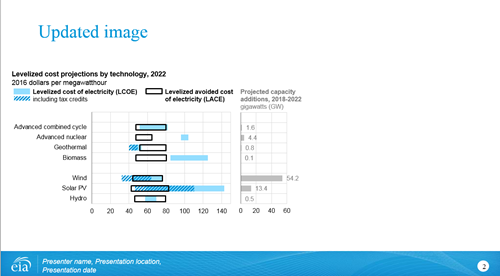 Updated image
Levelized cost projections by technology, 2022
2016 dollars per megawatthour
Levelized cost of electricity (LCOE)
including tax credits
Levelized avoided cost
of electricity (LACE)
Projected capacity
additions, 2018-2022
gigawatts (GW)
Advanced combined cycle 1.6
Advanced nuclear 4.4
Geothermal 0.8
Biomass 0.1
Wind 54.2
Solar PV 13.4
Hydro 0.5
0 20 40 60 80 100 120 140 0 20 40 60
eia
Presenter name, Presentation location,
Presentation date
2